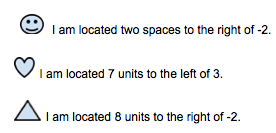 I am located two spaces to the right of -2.
I am located 7 units to the left of 3.
I am located 8 units to the right of -2.